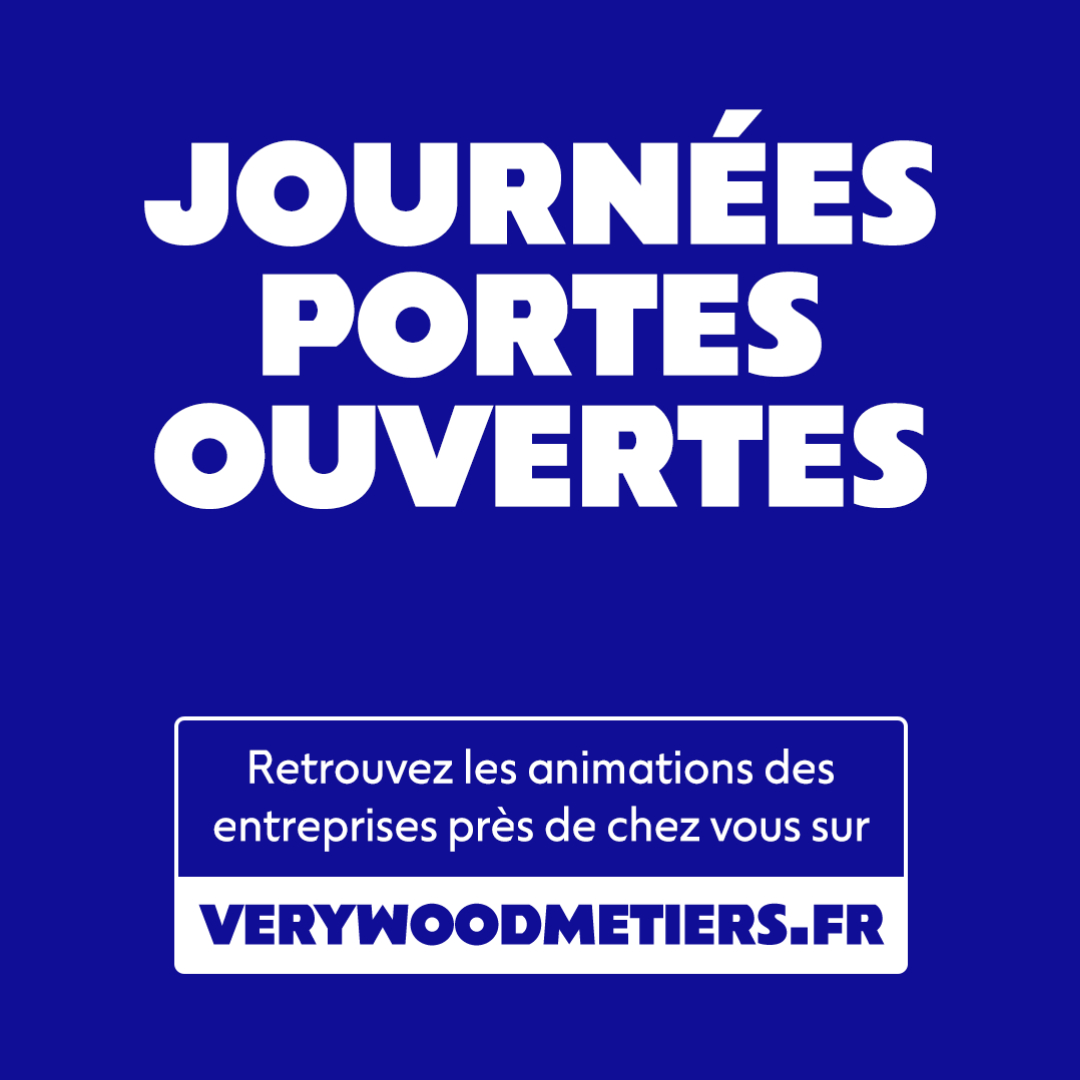 JOURNÉES
PORTES
OUVERTES
Retrouvez les animations des
entreprises près de chez vous sur
VERYWOODMETIERS.FR